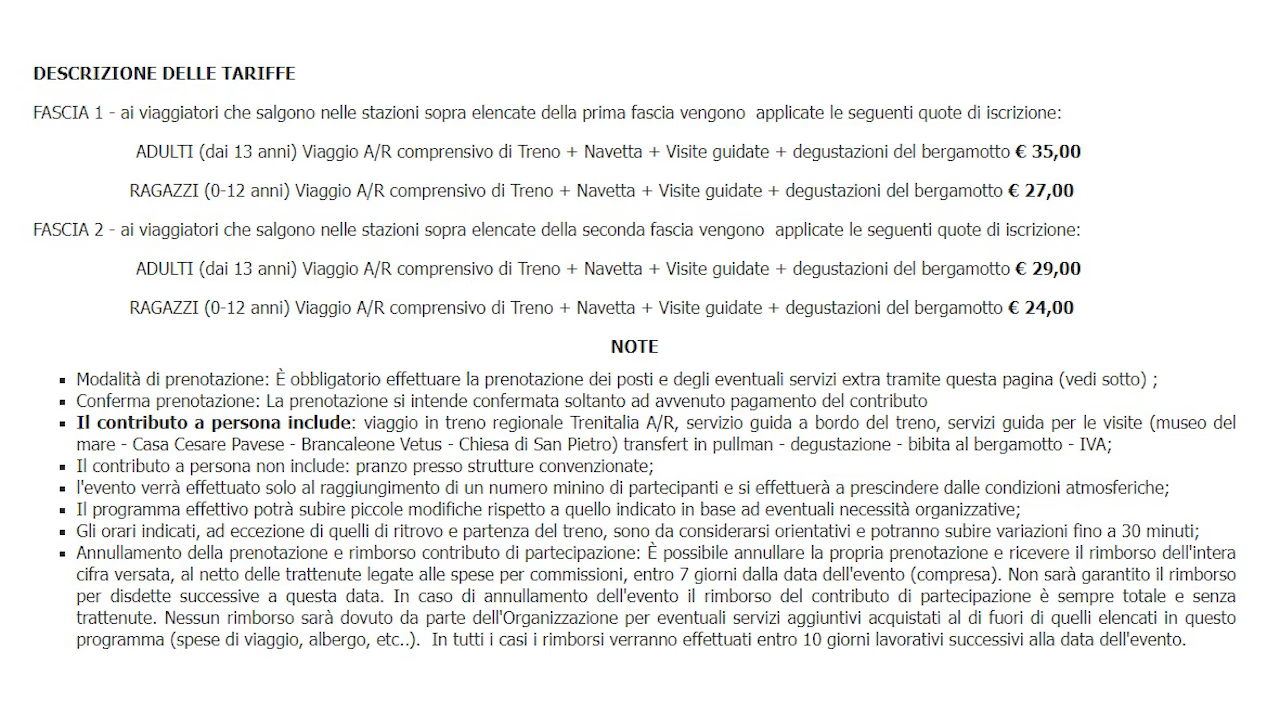 DESCRIZIONE DELLE TARIFFE
FASCIA 1 - ai viaggiatori che salgono nelle stazioni sopra elencate della prima fascia vengono  applicate le seguenti quote di iscrizione:
ADULTI (dai 13 anni) Viaggio A/R comprensivo di Treno + Navetta + Visite guidate + degustazioni del bergamotto € 35,00
RAGAZZI (0-12 anni) Viaggio A/R comprensivo di Treno + Navetta + Visite guidate + degustazioni del bergamotto € 27,00
FASCIA 2 - ai viaggiatori che salgono nelle stazioni sopra elencate della seconda fascia vengono  applicate le seguenti quote di iscrizione:
ADULTI (dai 13 anni) Viaggio A/R comprensivo di Treno + Navetta + Visite guidate + degustazioni del bergamotto € 29,00
RAGAZZI (0-12 anni) Viaggio A/R comprensivo di Treno + Navetta + Visite guidate + degustazioni del bergamotto € 24,00
NOTE
▪ Modalità di prenotazione: È obbligatorio effettuare la prenotazione dei posti e degli eventuali servizi extra tramite questa pagina (vedi sotto) ;
▪ Conferma prenotazione: La prenotazione si intende confermata soltanto ad avvenuto pagamento del contributo
▪ Il contributo a persona include: viaggio in treno regionale Trenitalia A/R, servizio guida a bordo del treno, servizi guida per le visite (museo del
mare - Casa Cesare Pavese - Brancaleone Vetus - Chiesa di San Pietro) transfert in pullman - degustazione - bibita al bergamotto - IVA;
▪ Il contributo a persona non include: pranzo presso strutture convenzionate;
▪ l'evento verrà effettuato solo al raggiungimento di un numero minino di partecipanti e si effettuerà a prescindere dalle condizioni atmosferiche;
▪ Il programma effettivo potrà subire piccole modifiche rispetto a quello indicato in base ad eventuali necessità organizzative;
▪ Gli orari indicati, ad eccezione di quelli di ritrovo e partenza del treno, sono da considerarsi orientativi e potranno subire variazioni fino a 30 minuti;
▪ Annullamento della prenotazione e rimborso contributo di partecipazione: È possibile annullare la propria prenotazione e ricevere il rimborso dell'intera
cifra versata, al netto delle trattenute legate alle spese per commissioni, entro 7 giorni dalla data dell'evento (compresa). Non sarà garantito il rimborso
per disdette successive a questa data. In caso di annullamento dell'evento il rimborso del contributo di partecipazione è sempre totale e senza
trattenute. Nessun rimborso sarà dovuto da parte dell'Organizzazione per eventuali servizi aggiuntivi acquistati al di fuori di quelli elencati in questo
programma (spese di viaggio, albergo, etc..).  In tutti i casi i rimborsi verranno effettuati entro 10 giorni lavorativi successivi alla data dell'evento.